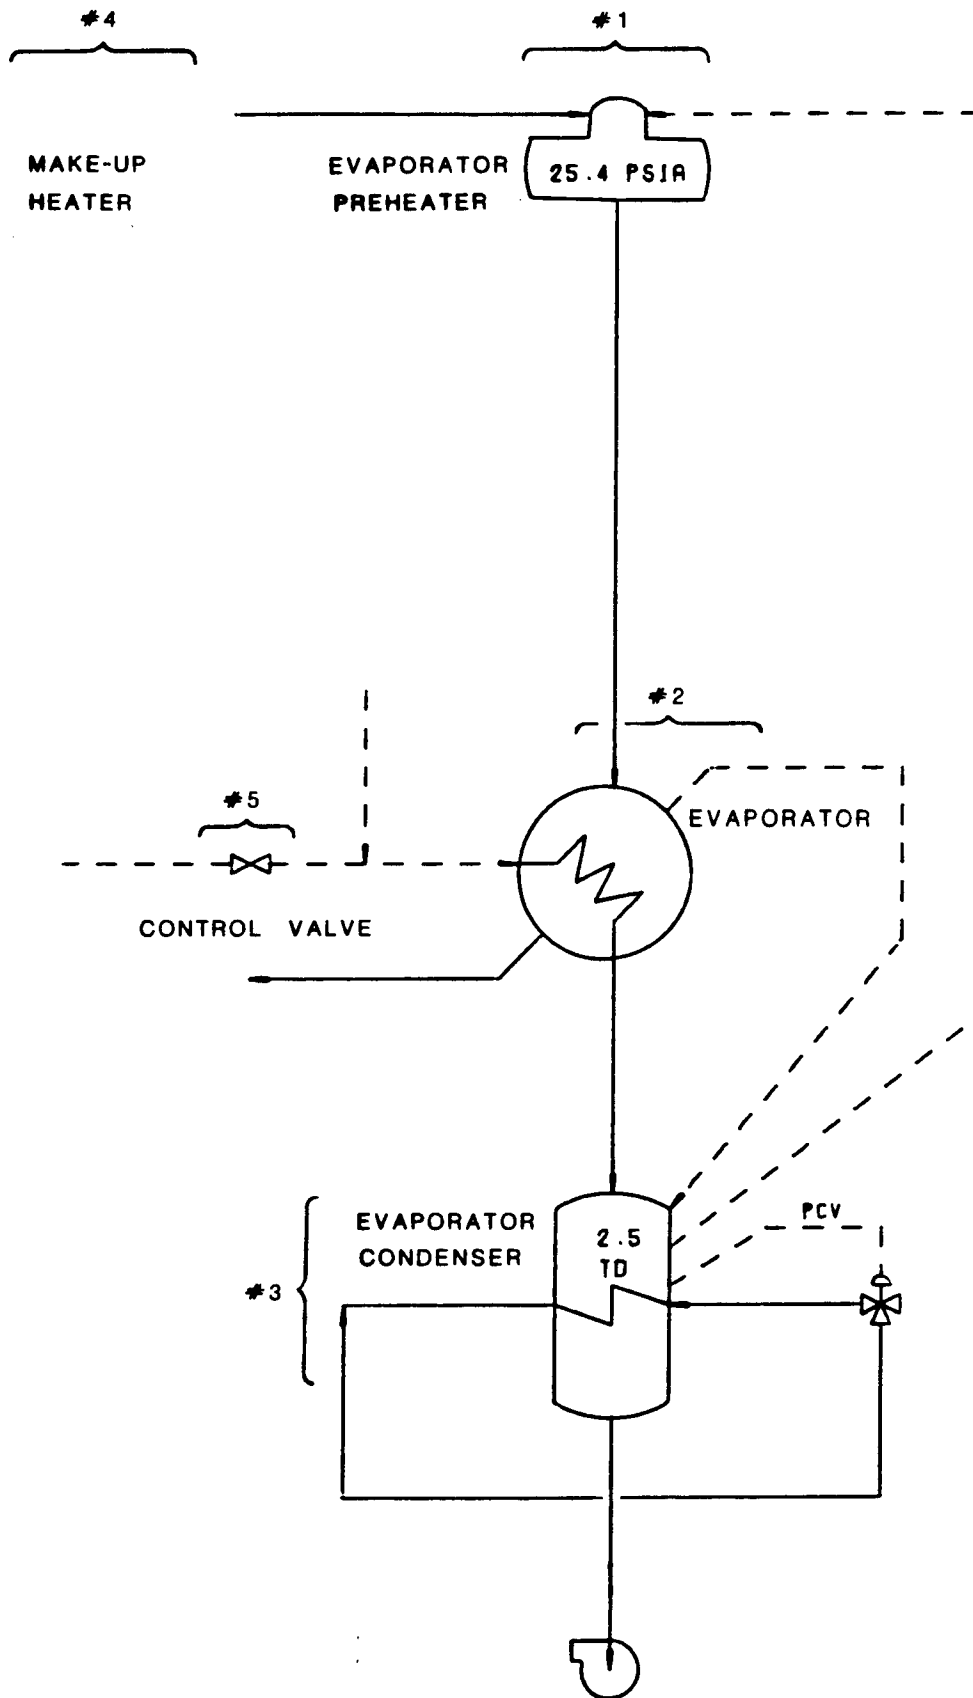 #4
#1
MAKE-UP
HEATER
EVAPORATOR
PREHEATER
25.4 PSIA
#2
#5
EVAPORATOR
CONTROL VALVE
EVAPORATOR
CONDENSER
2.5
TD
PCV
#3